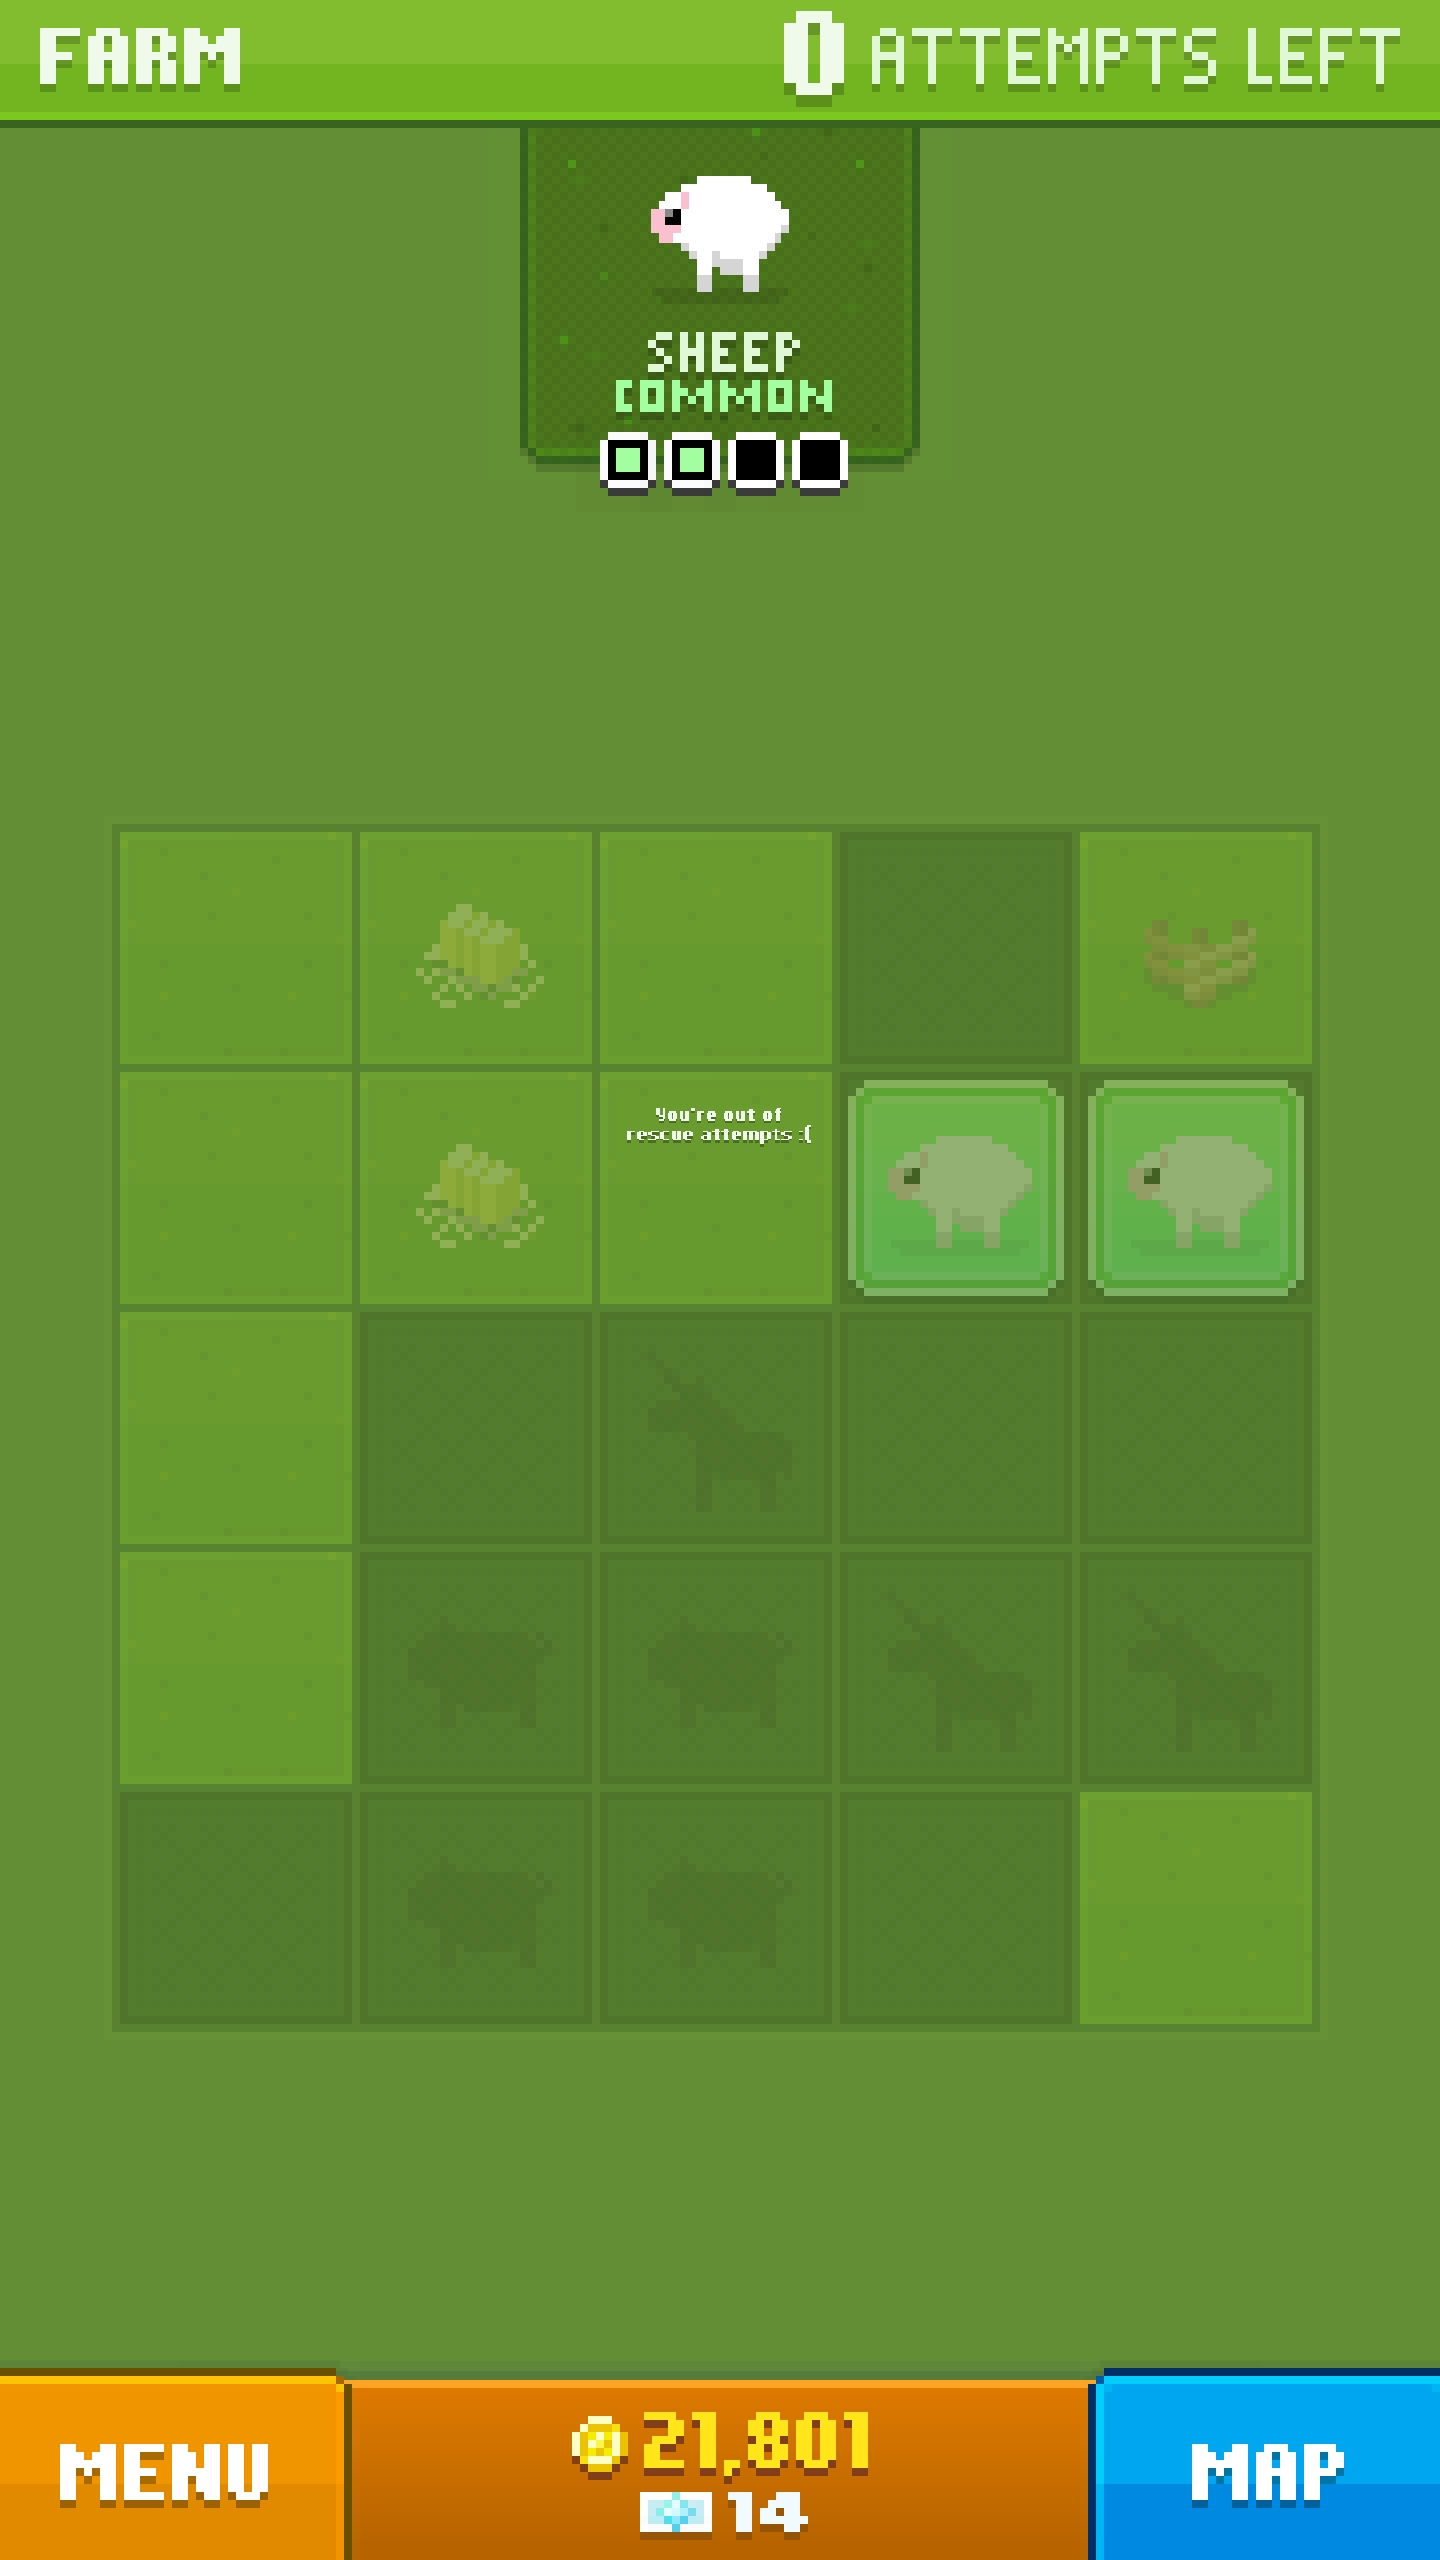 FARM
0 ATTEMPTS LEFT
SHEEP
COMMON
You're out of
rescue attempts :(
MENU
21,801
14
MAP